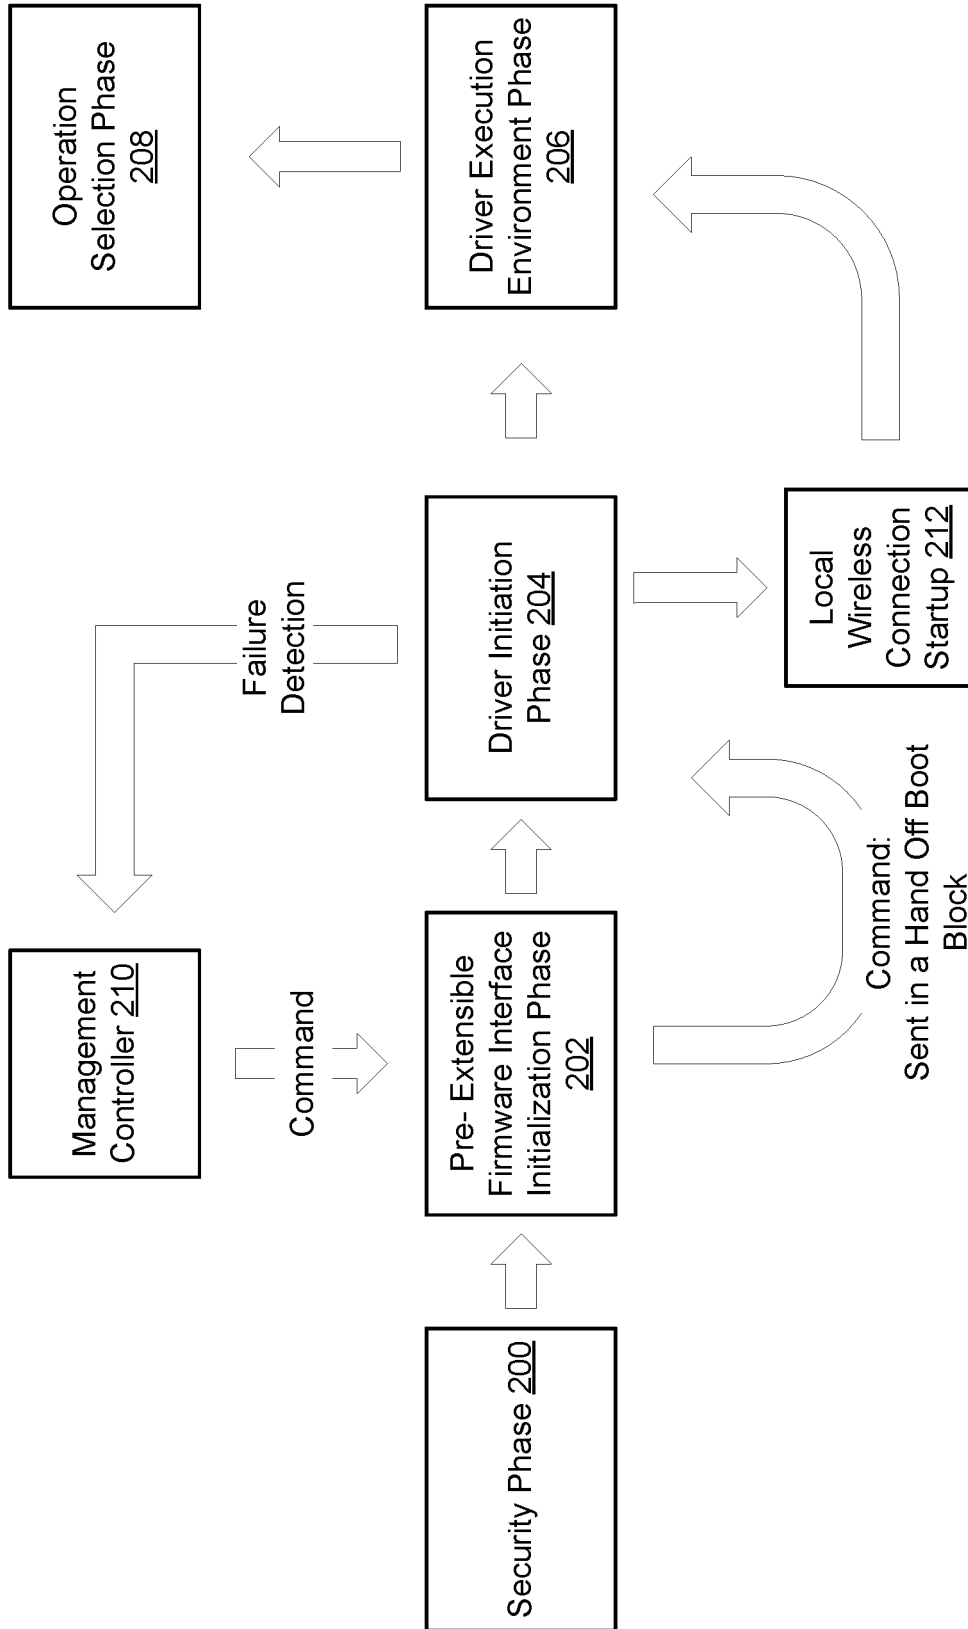 Operation
Selection Phase
208
Driver Execution
Environment Phase
206
Failure
Detection
Driver Initiation
Phase 204
Local
Wireless
Connection
Startup 212
Management
Controller 210
Command
Pre- Extensible
Firmware Interface
Initialization Phase
202
Command:
Sent in a Hand Off Boot
Block
Security Phase 200